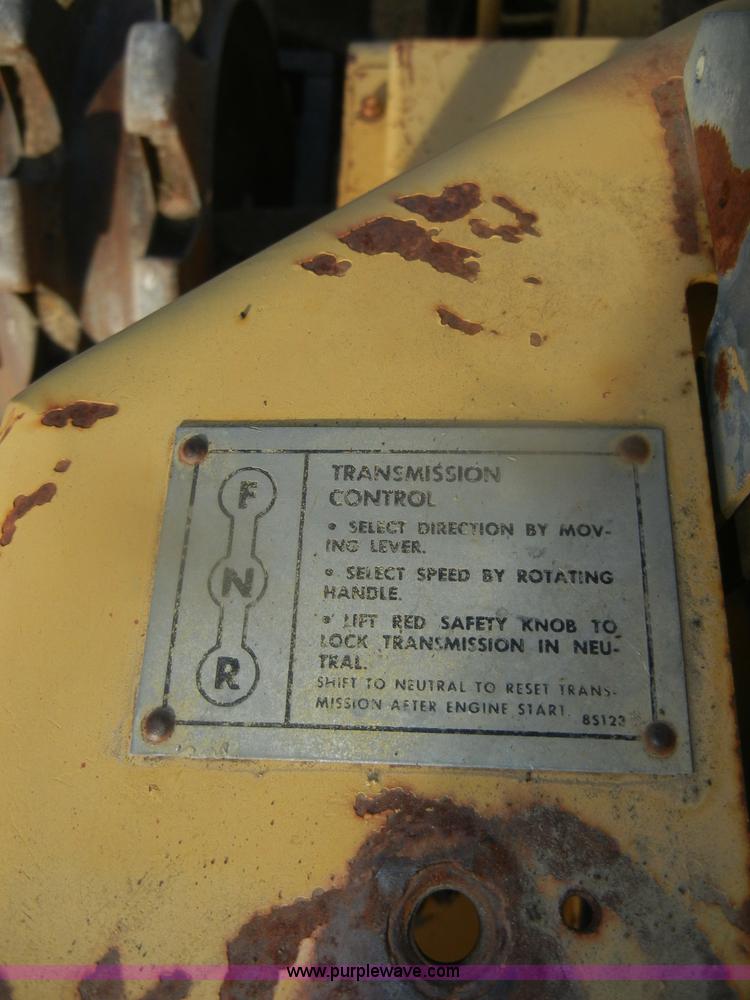 F
N
R
TRANSMISSION
CONTROL
• SELECT DIRECTION BY MOV-
ING LEVER.
• SELECT SPEED BY ROTATING
HANDLE.
• LIFT RED SAFETY KNOB TO
LOCK TRANSMISSION IN NEU-
TRAL.
SHIFT TO NEUTRAL TO RESET TRANS-
MISSION AFTER ENGINE START.
www.purplewave.com